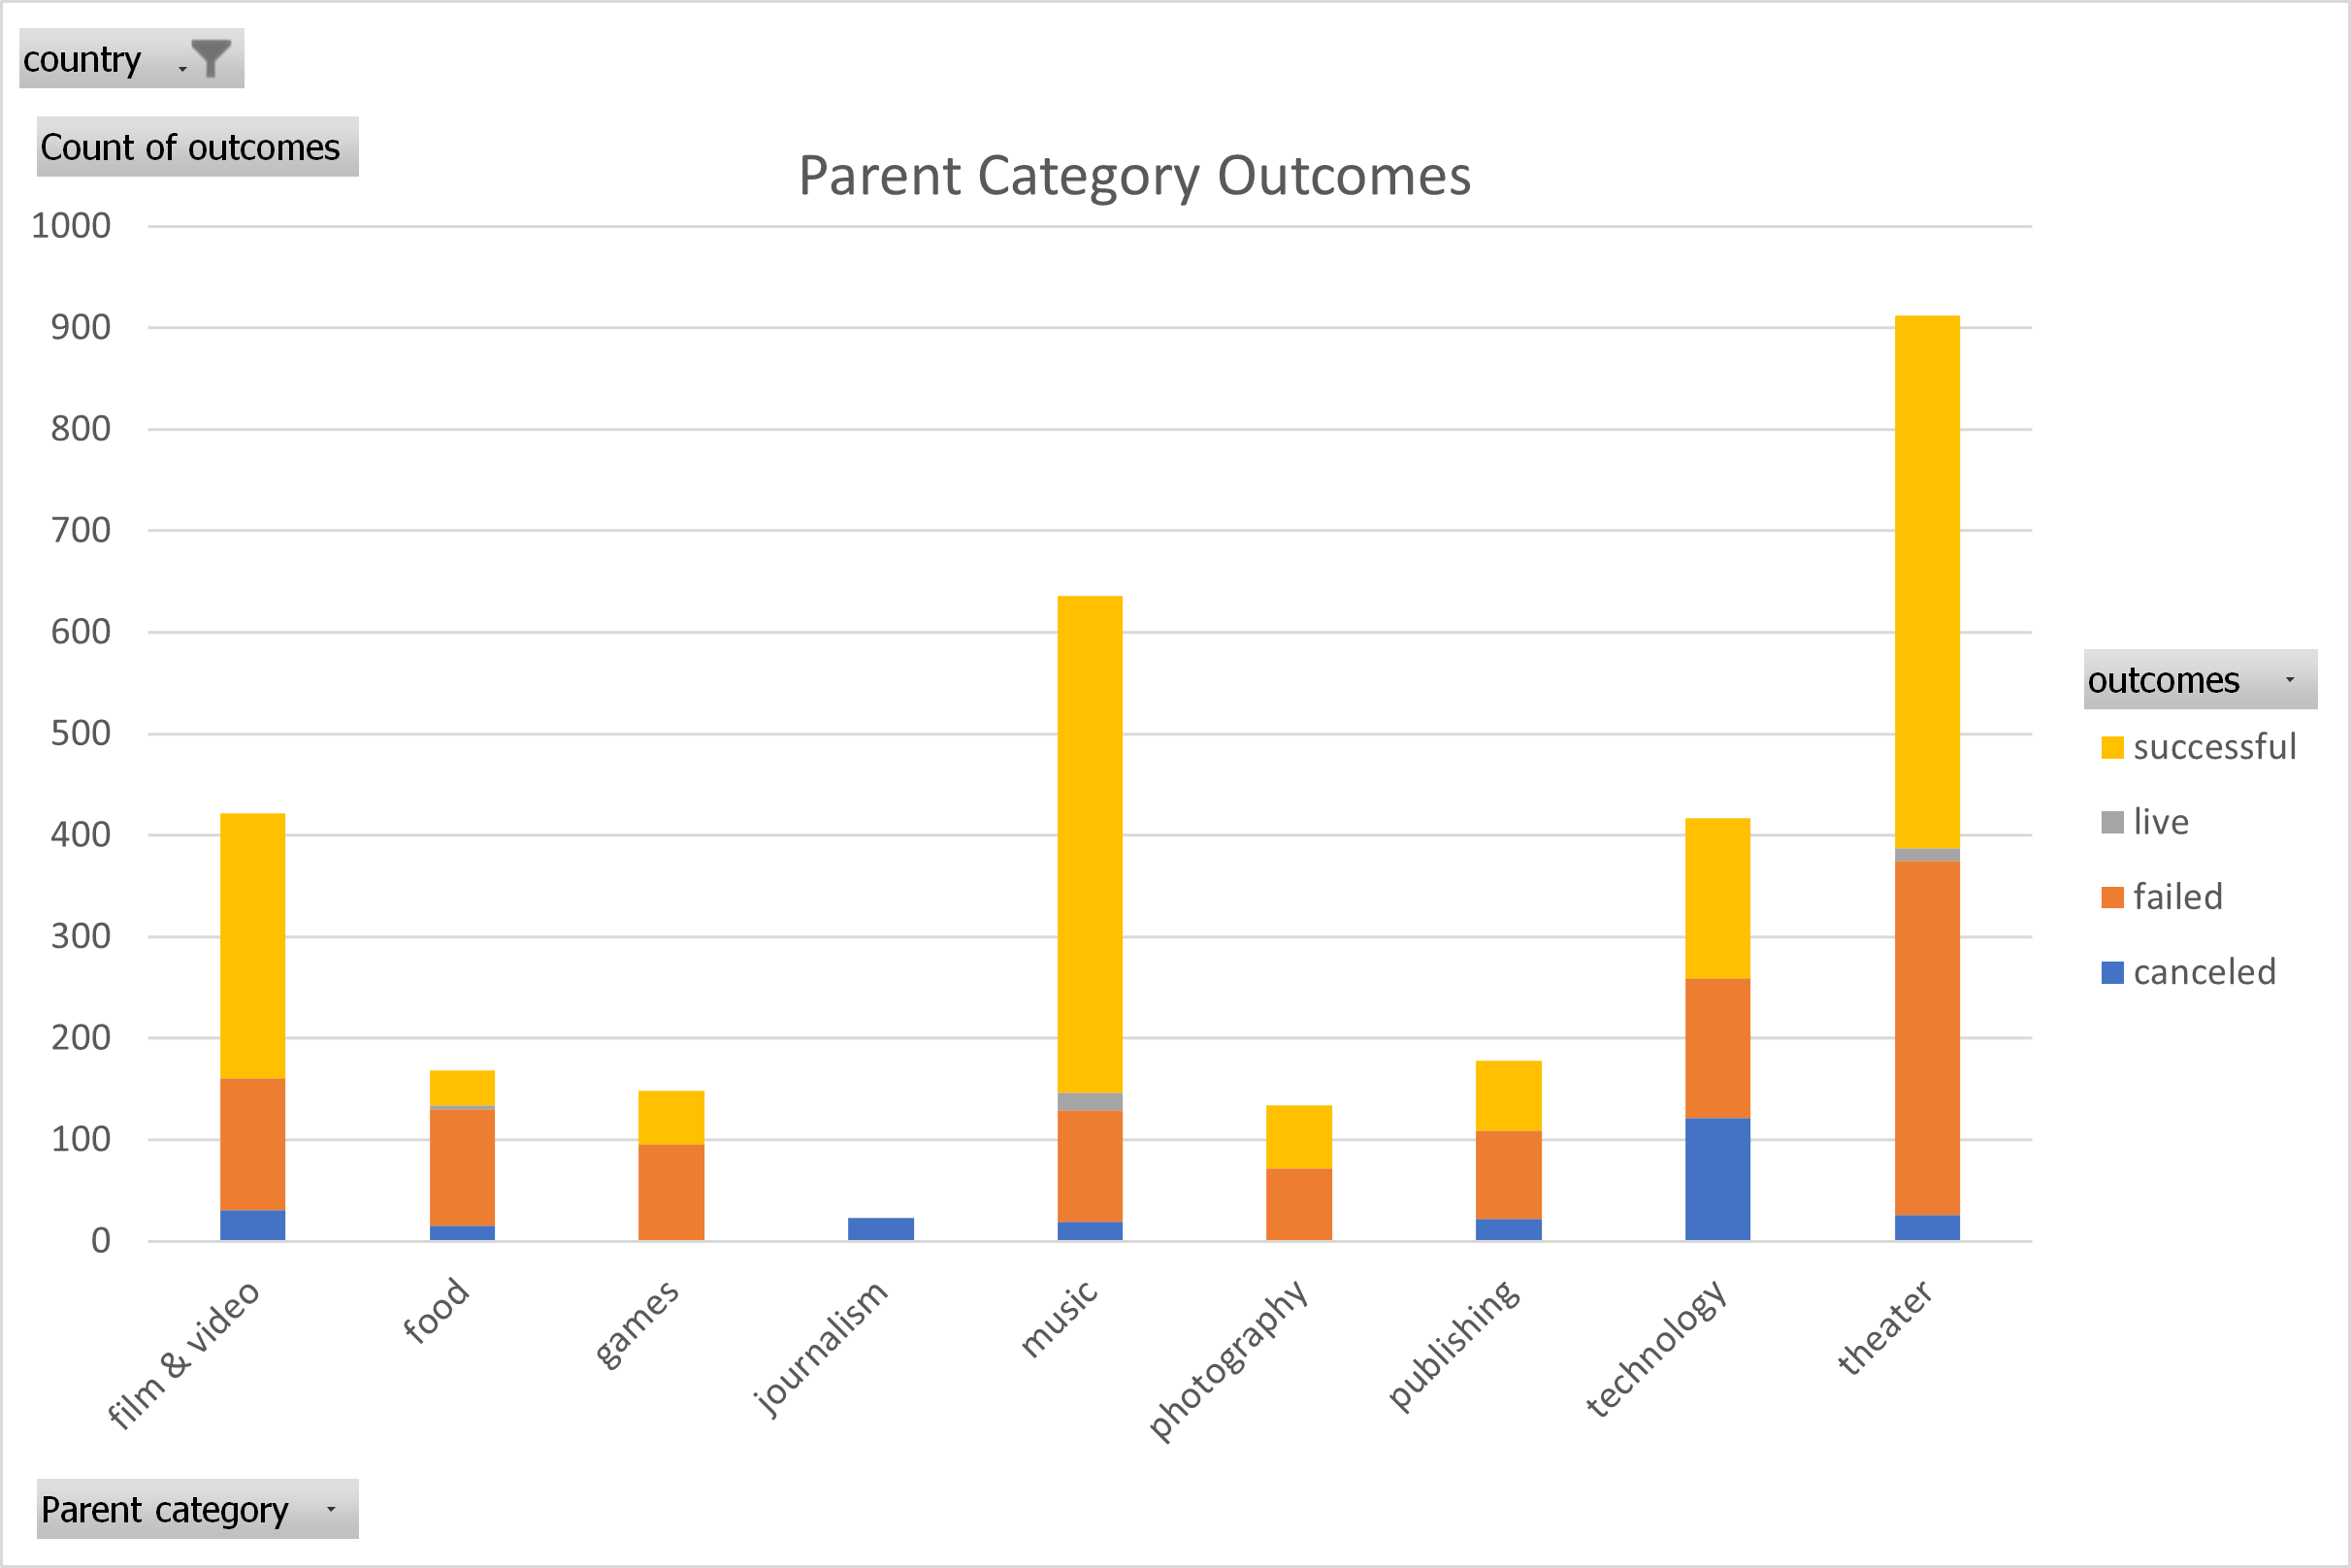 country
Count of outcomes
Parent Category Outcomes
1000
900
800
700
600
500
400
300
200
100
0
outcomes
successful
live
failed
canceled
film & video
food
games
journalism
music
photography
publishing
technology
theater
Parent category